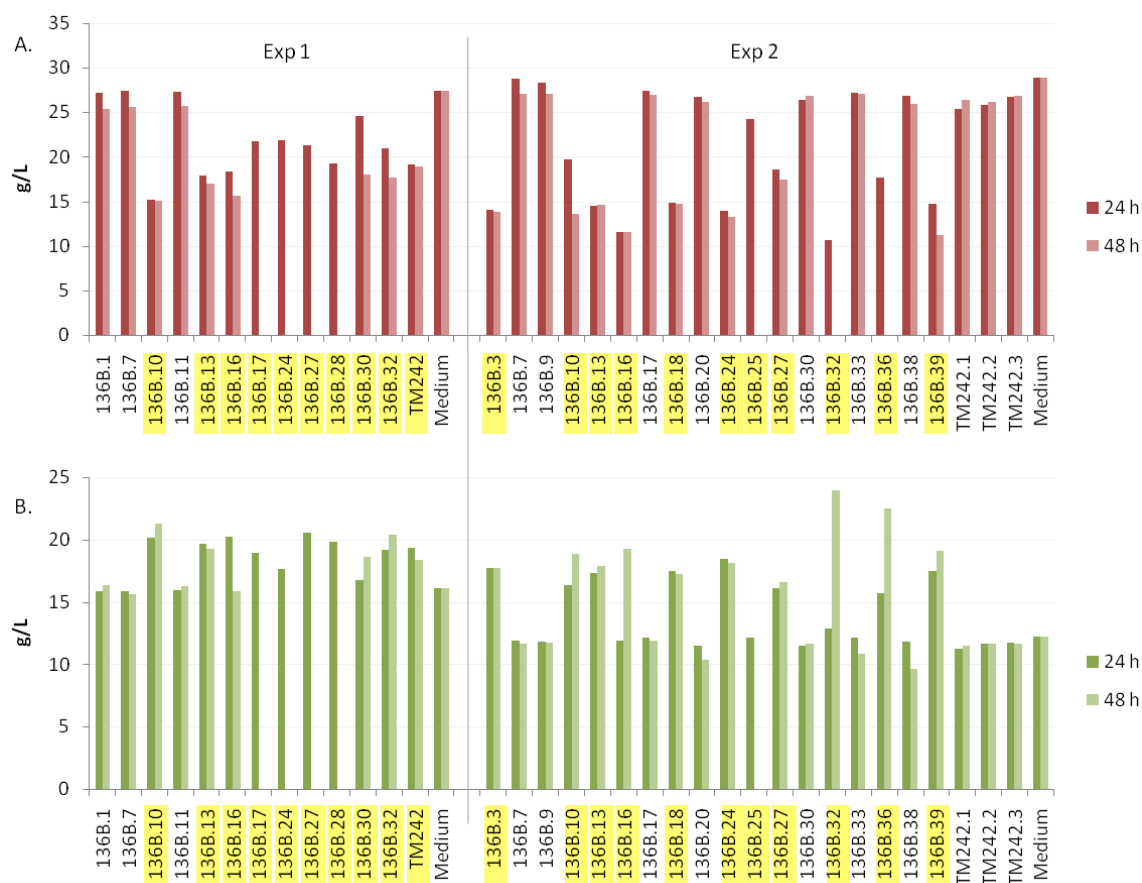 A.
Exp 1
Exp 2
35
30
25
20
15
10
5
0
g/L
24 h
48 h
136B.1
136B.7
136B.10
136B.11
136B.13
136B.16
136B.17
136B.24
136B.27
136B.28
136B.30
136B.32
TM242
Medium
136B.3
136B.7
136B.9
136B.10
136B.13
136B.16
136B.17
136B.18
136B.20
136B.24
136B.25
136B.27
136B.30
136B.32
136B.33
136B.36
136B.38
136B.39
TM242.1
TM242.2
TM242.3
Medium
B.
25
20
15
10
5
0
g/L
24 h
48 h
136B.1
136B.7
136B.10
136B.11
136B.13
136B.16
136B.17
136B.24
136B.27
136B.28
136B.30
136B.32
TM242
Medium
136B.3
136B.7
136B.9
136B.10
136B.13
136B.16
136B.17
136B.18
136B.20
136B.24
136B.25
136B.27
136B.30
136B.32
136B.33
136B.36
136B.38
136B.39
TM242.1
TM242.2
TM242.3
Medium